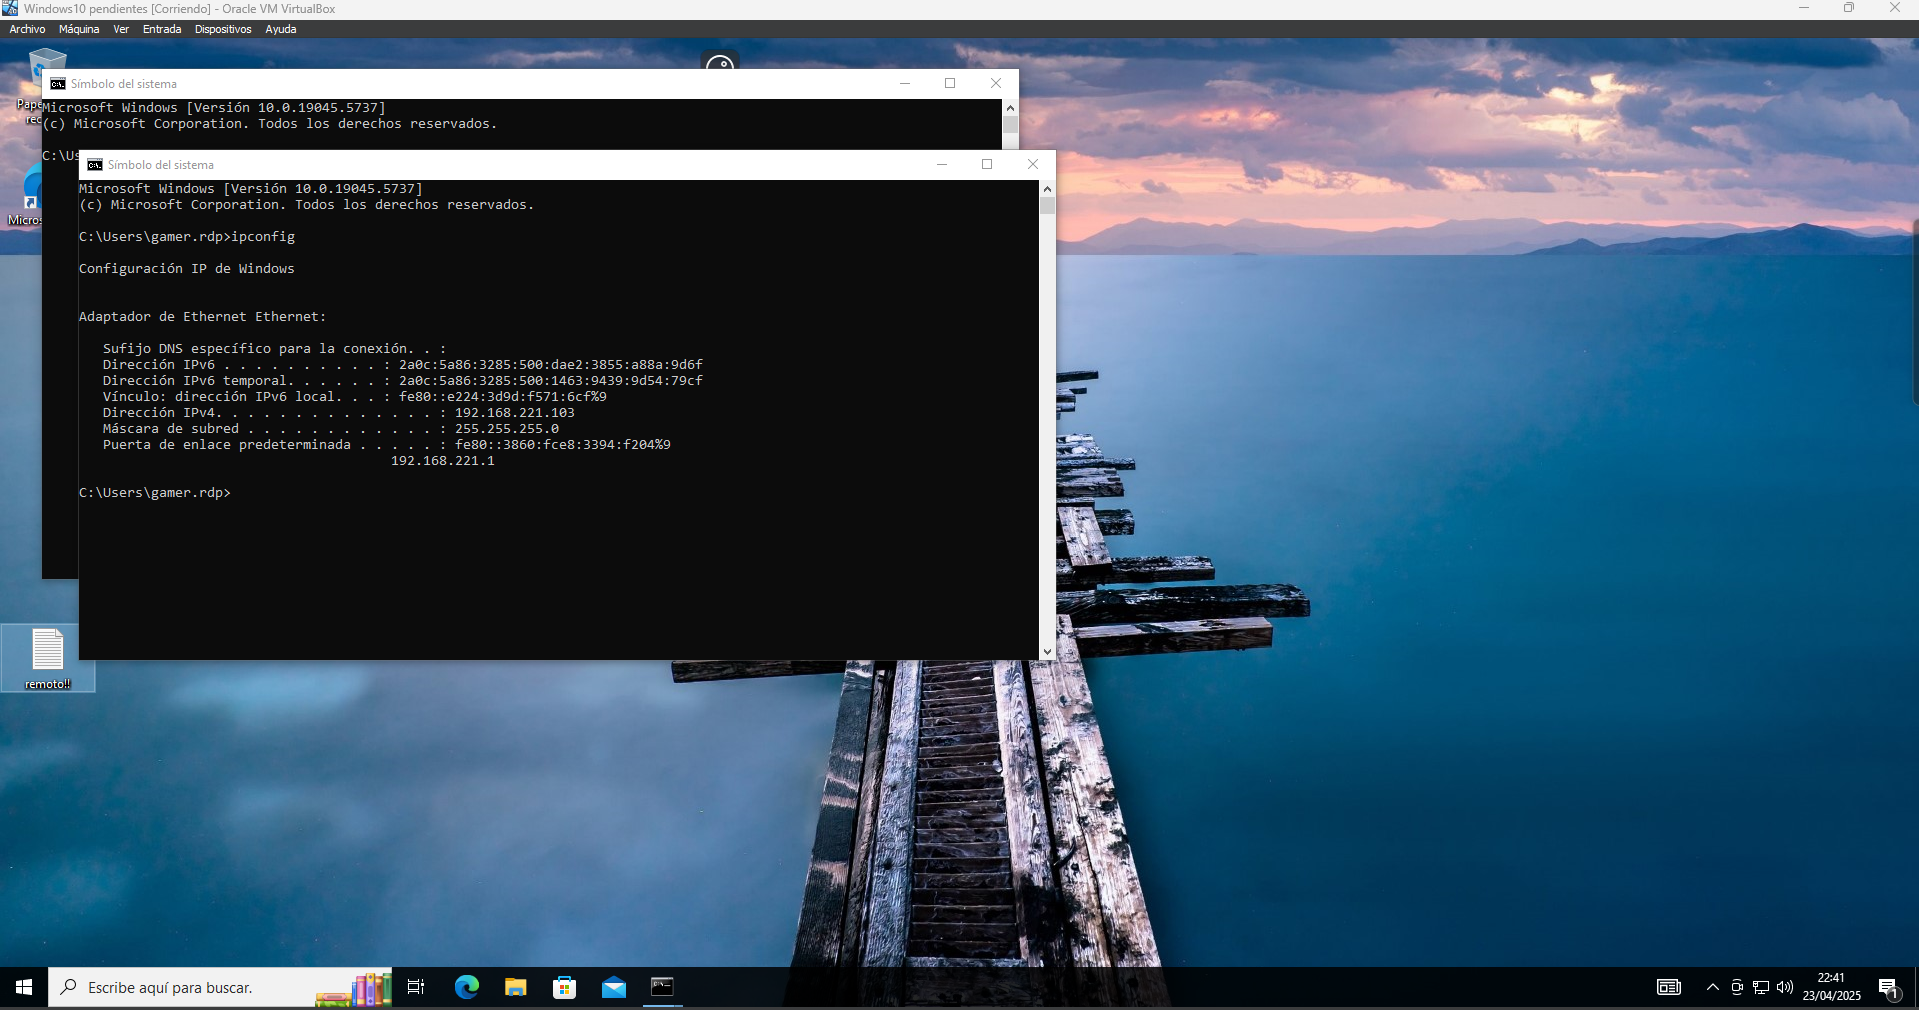 Windows10 pendientes [Corriendo] - Oracle VM VirtualBox
Archivo Máquina Ver Entrada Dispositivos Ayuda
Símbolo del sistema
Microsoft Windows [Versión 10.0.19045.5737]
(c) Microsoft Corporation. Todos los derechos reservados.
C:\Us
Símbolo del sistema
Microsoft Windows [Versión 10.0.19045.5737]
(c) Microsoft Corporation. Todos los derechos reservados.
C:\Users\gamer.rdp>ipconfig
Configuración IP de Windows
Adaptador de Ethernet Ethernet:
Sufijo DNS específico para la conexión. . :
Dirección IPv6 . . . . . . . . . . : 2a0c:5a86:3285:500:dae2:3855:a88a:9d6f
Dirección IPv6 temporal. . . . . . : 2a0c:5a86:3285:500:1463:9439:9d54:79cf
Vínculo: dirección IPv6 local. . . : fe80::e224:3d9d:f571:6cf%9
Dirección IPv4. . . . . . . . . . . . . . : 192.168.221.103
Máscara de subred . . . . . . . . . . . . : 255.255.255.0
Puerta de enlace predeterminada . . . . . : fe80::3860:fce8:3394:f204%9
192.168.221.1
C:\Users\gamer.rdp>
Pape
rec
Micros
remoto!!
Escribe aquí para buscar.
22:41
23/04/2025
1